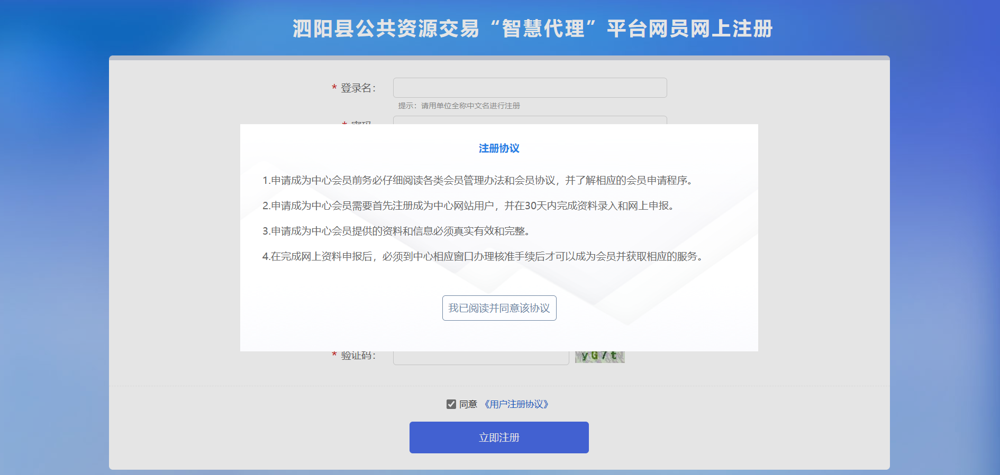 泗阳县公共资源交易“智慧代理”平台网员网上注册
* 登录名：
提示：请用单位全称中文名进行注册
* 密码
注册协议
1.申请成为中心会员前务必仔细阅读各类会员管理办法和会员协议，并了解相应的会员申请程序。
2.申请成为中心会员需要首先注册成为中心网站用户，并在30天内完成资料录入和网上申报。
3.申请成为中心会员提供的资料和信息必须真实有效和完整。
4.在完成网上资料申报后，必须到中心相应窗口办理核准手续后才可以成为会员并获取相应的服务。
我已阅读并同意该协议
* 验证码： yG7t
同意 《用户注册协议》
立即注册